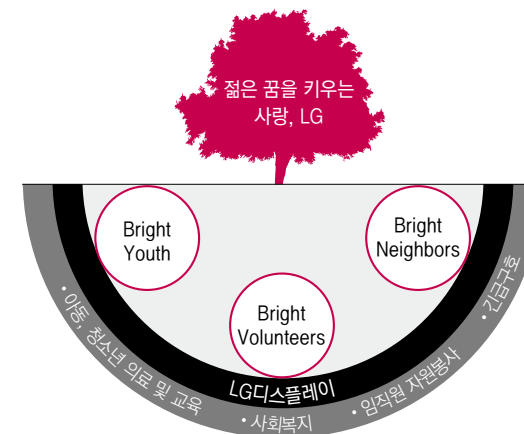 젊은 꿈을 키우는
사랑, LG
Bright
Youth
Bright
Neighbors
Bright
Volunteers
LG디스플레이
• 아동, 청소년 의료 및 교육
• 사회복지
• 임직원 자원봉사
• 긴급구호